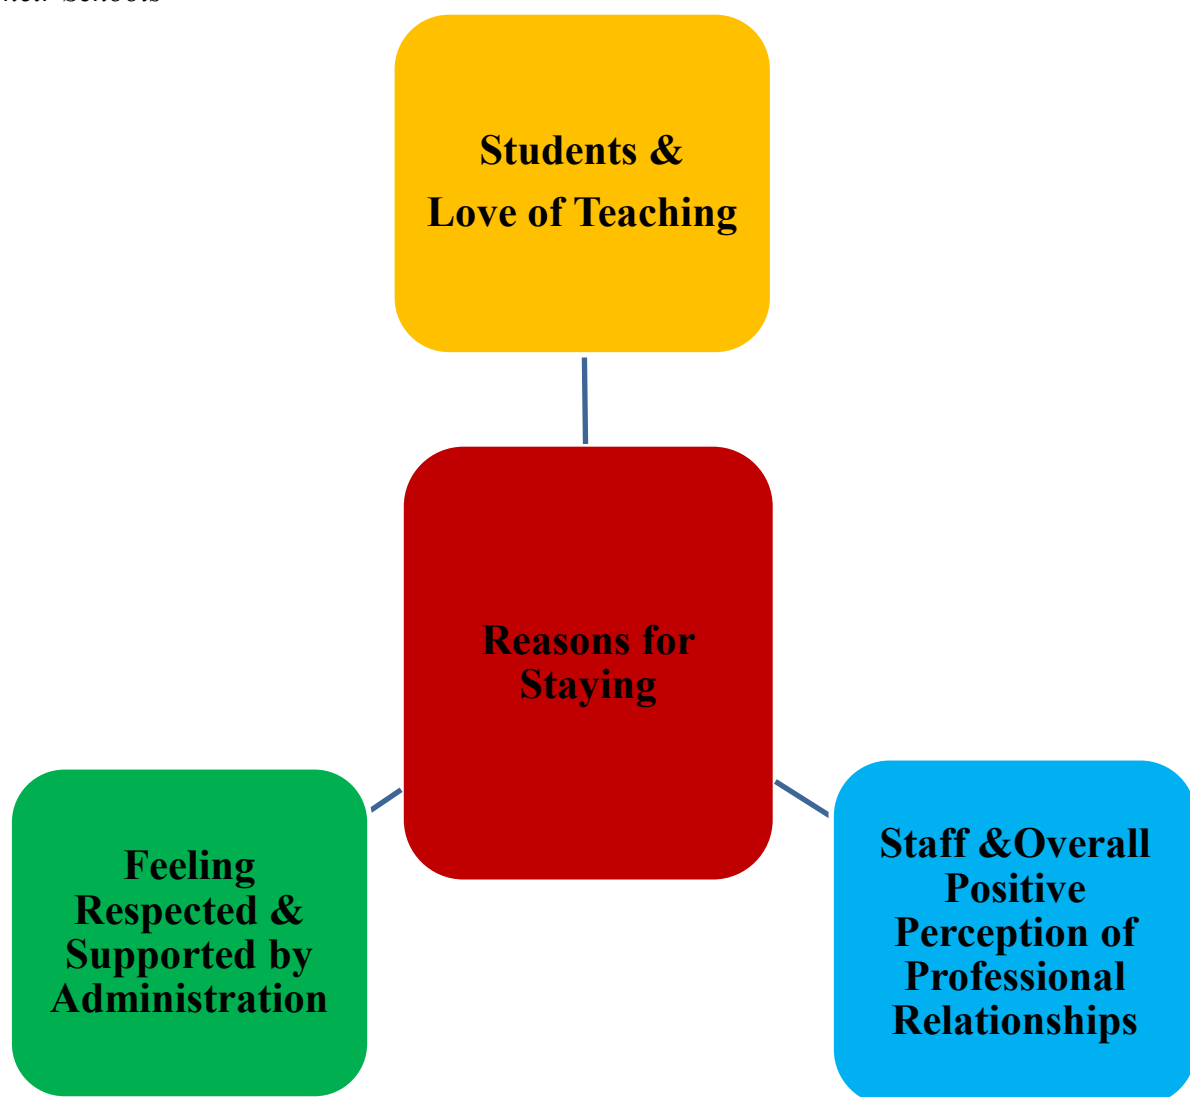 Schools
Students &
Love of Teaching
Reasons for
Staying
Feeling
Respected &
Supported by
Administration
Staff &Overall
Positive
Perception of
Professional
Relationships